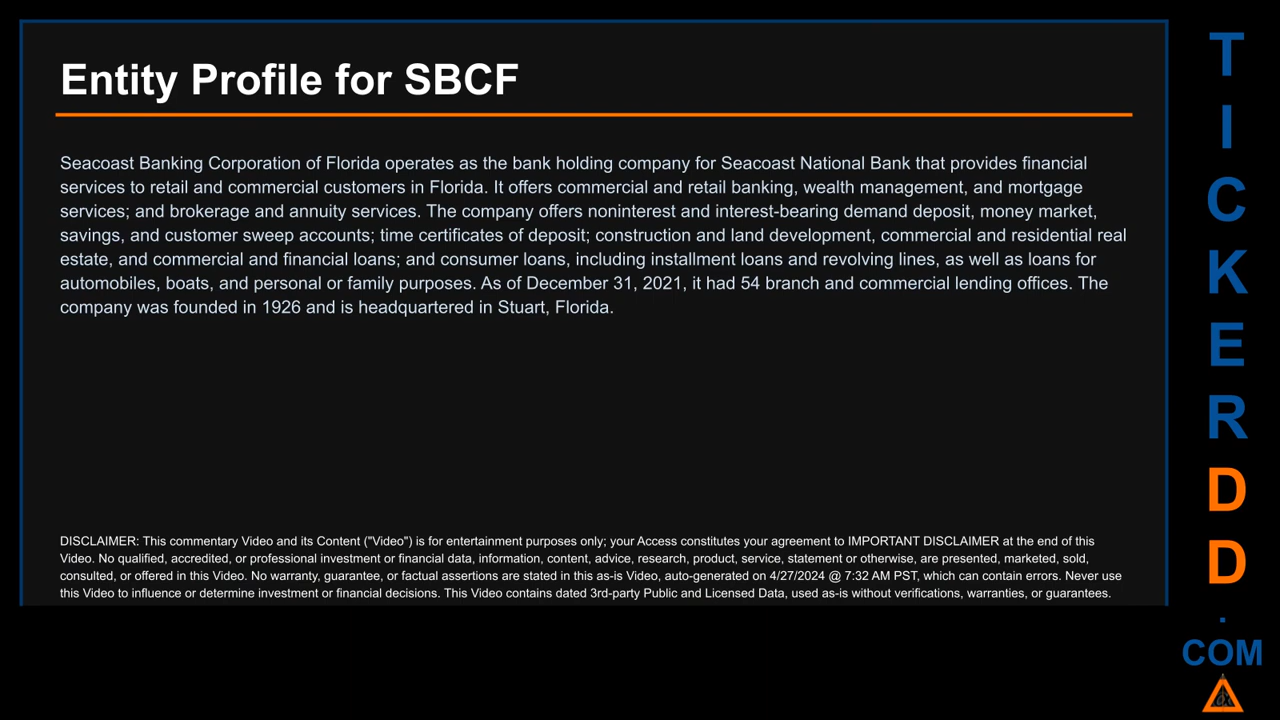 Entity Profile for SBCF
Seacoast Banking Corporation of Florida operates as the bank holding company for Seacoast National Bank that provides financial
services to retail and commercial customers in Florida. It offers commercial and retail banking, wealth management, and mortgage
services; and brokerage and annuity services. The company offers noninterest and interest-bearing demand deposit, money market,
savings, and customer sweep accounts; time certificates of deposit; construction and land development, commercial and residential real
estate, and commercial and financial loans; and consumer loans, including installment loans and revolving lines, as well as loans for
automobiles, boats, and personal or family purposes. As of December 31, 2021, it had 54 branch and commercial lending offices. The
company was founded in 1926 and is headquartered in Stuart, Florida.
DISCLAIMER: This commentary Video and its Content ("Video") is for entertainment purposes only; your Access constitutes your agreement to IMPORTANT DISCLAIMER at the end of this
Video. No qualified, accredited, or professional investment or financial data, information, content, advice, research, product, service, statement or otherwise, are presented, marketed, sold,
consulted, or offered in this Video. No warranty, guarantee, or factual assertions are stated in this as-is Video, auto-generated on 4/27/2024 @ 7:32 AM PST, which can contain errors. Never use
this Video to influence or determine investment or financial decisions. This Video contains dated 3rd-party Public and Licensed Data, used as-is without verifications, warranties, or guarantees.
T
I
C
K
E
R
D
D
.
COM